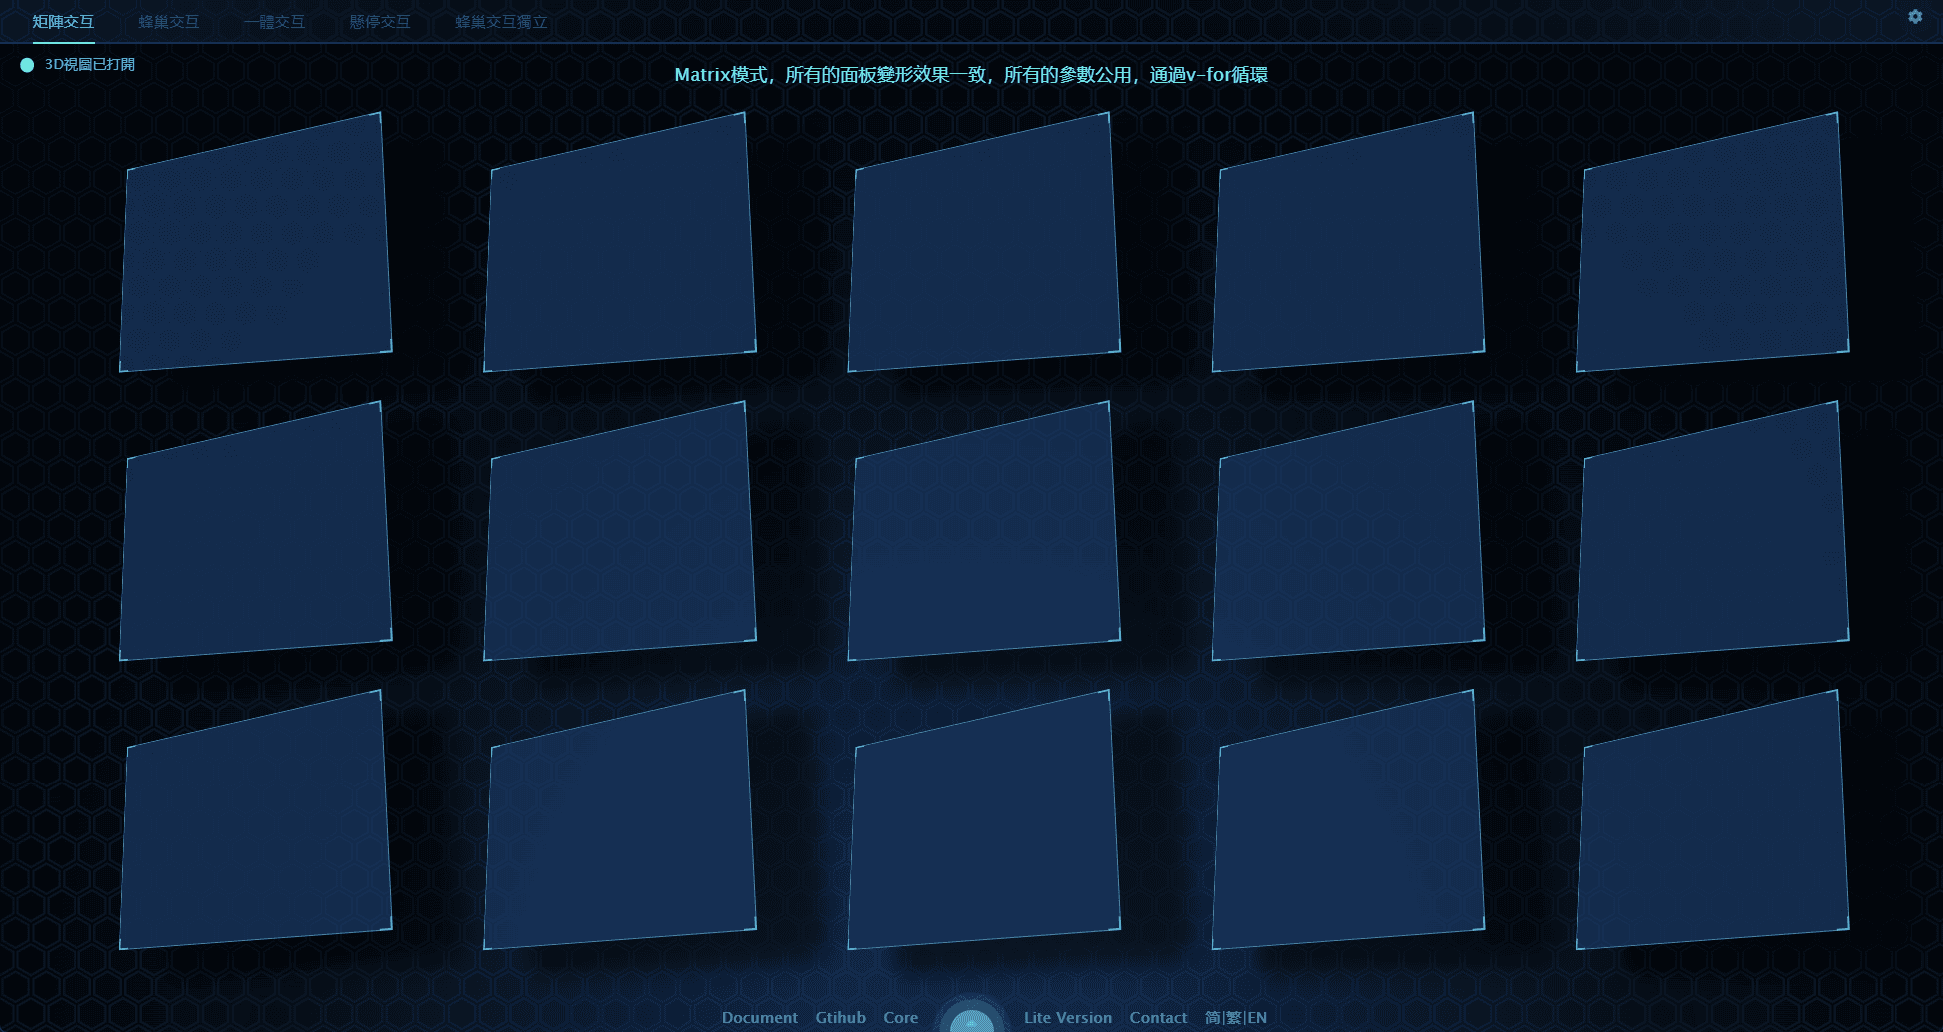 矩陣交互 蜂巢交互 一體交互 懸停交互 蜂巢交互獨立
3D視圖已打開
Matrix模式，所有的面板變形效果一致，所有的參數公用，通過v-for循環
Document Gtihub Core Lite Version Contact 简|繁|EN